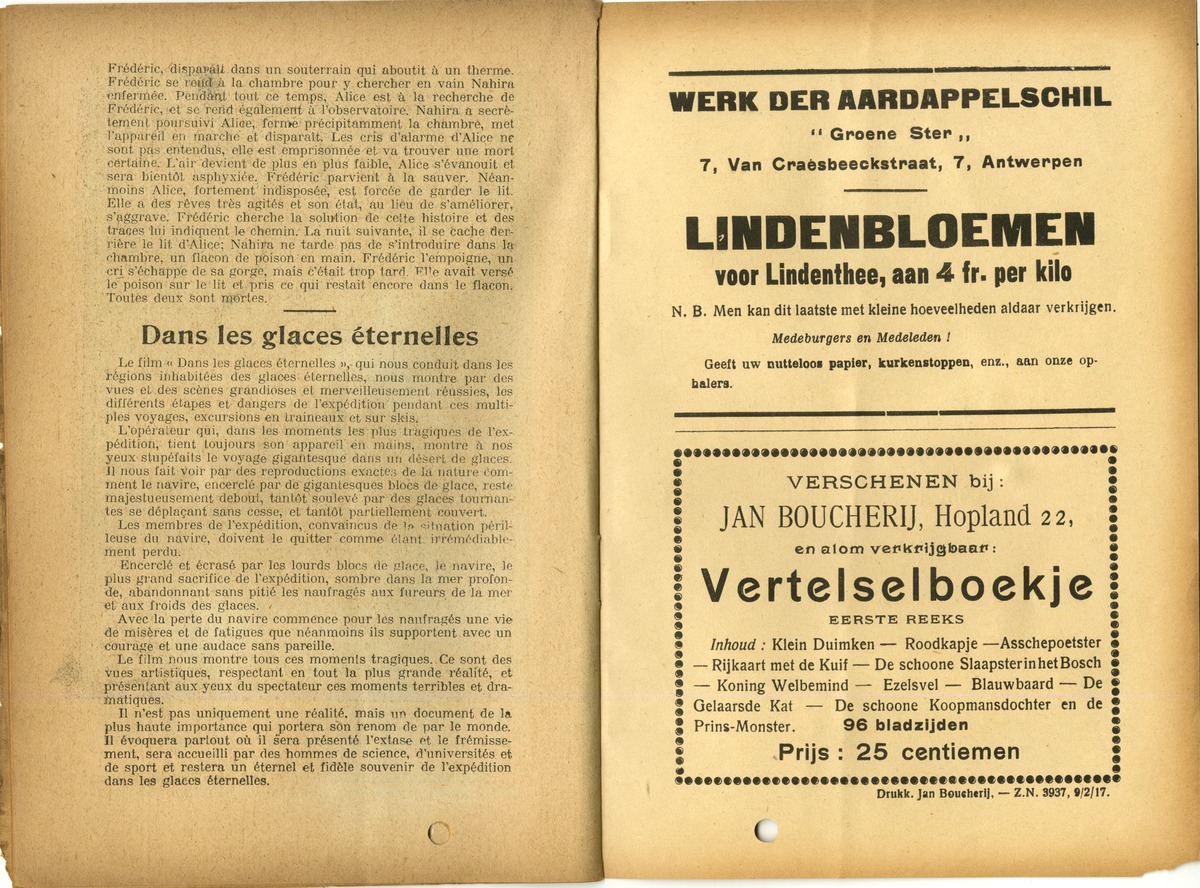 Frédéric, disparaît dans un souterrain qui aboutit à un therme.
Frédéric se rend à la chambre pour y chercher en vain Nahira
enfermée. Pendant tout ce temps, Alice est à la recherche de
Frédéric, et se rend également à l'observatoire. Nahira a secrè-
tement poursuivi Alice, ferme précipitamment la chambre, met
l'appareil en marche et disparaît. Les cris d'alarme d'Alice ne
sont pas entendus, elle est emprisonnée et va trouver une mort
certaine. L'air devient de plus en plus faible, Alice s'évanouit et
sera bientôt asphyxiée. Frédéric parvient à la sauver. Néan-
moins Alice, fortement indisposée, est forcée de garder le lit.
Elle a des rêves très agités et son état, au lieu de s'améliorer,
s'aggrave. Frédéric cherche la solution de cette histoire et des
traces lui indiquent le chemin. La nuit suivante, il se cache der-
rière le lit d'Alice; Nahira ne tarde pas de s'introduire dans la
chambre, un flacon de poison en main. Frédéric l'empoigne, un
cri s'échappe de sa gorge, mais c'était trop tard. Elle avait versé
le poison sur le lit et pris ce qui restait encore dans le flacon.
Toutes deux sont mortes.
Dans les glaces éternelles
Le film « Dans les glaces éternelles », qui nous conduit dans les
régions inhabitées des glaces éternelles, nous montre par des
vues et des scènes grandioses et merveilleusement réussies, les
différents étapes et dangers de l'expédition pendant ces multi-
ples voyages, excursions en traineaux et sur skis.
L'opérateur qui, dans les moments les plus tragiques de l'ex-
pédition, tient toujours son appareil en mains, montre à nos
yeux stupéfaits le voyage gigantesque dans un désert de glaces.
Il nous fait voir par des reproductions exactes de la nature com-
ment le navire, encerclé par de gigantesques blocs de glace, reste
majestueusement debout, tantôt soulevé par des glaces tournan-
tes se déplaçant sans cesse, et tantôt partiellement couvert.
Les membres de l'expédition, convaincus de la situation péril-
leuse du navire, doivent le quitter comme étant irrémédiable-
ment perdu.
Encerclé et écrasé par les lourds blocs de glace, le navire, le
plus grand sacrifice de l'expédition, sombre dans la mer profon-
de, abandonnant sans pitié les naufragés aux fureurs de la mer
et aux froids des glaces.
Avec la perte du navire commence pour les naufragés une vie
de misères et de fatigues que néanmoins ils supportent avec un
courage et une audace sans pareille.
Le film nous montre tous ces moments tragiques. Ce sont des
vues artistiques, respectant en tout la plus grande réalité, et
présentant aux yeux du spectateur ces moments terribles et dra-
matiques.
Il n'est pas uniquement une réalité, mais un document de la
plus haute importance qui portera son renom de par le monde.
Il évoquera partout où il sera présenté l'extase et le frémisse-
ment, sera accueilli par des hommes de science, d'universités et
de sport et restera un éternel et fidèle souvenir de l'expédition
dans les glaces éternelles.
WERK DER AARDAPPELSCHIL
“ Groene Ster „
7, Van Craesbeeckstraat, 7, Antwerpen
LINDENBLOEMEN
voor Lindenthee, aan 4 fr. per kilo
N. B. Men kan dit laatste met kleine hoeveelheden aldaar verkrijgen.
Medeburgers en Medeleden !
Geeft uw nutteloos papier, kurkenstoppen, enz., aan onze op-
halers.
VERSCHENEN bij :
JAN BOUCHERIJ, Hopland 22,
en alom verkrijgbaar :
Vertelselboekje
EERSTE REEKS
Inhoud : Klein Duimken — Roodkapje —Asschepoetster
— Rijkaart met de Kuif — De schoone Slaapster in het Bosch
— Koning Welbemind — Ezelsvel — Blauwbaard — De
Gelaarsde Kat — De schoone Koopmansdochter en de
Prins-Monster. 96 bladzijden
Prijs : 25 centiemen
Drukk. Jan Boucherij, — Z.N. 3937, 9/2/17.